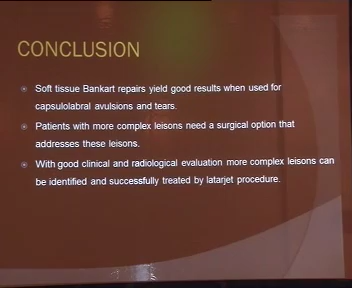 CONCLUSION
Soft tissue Bankart repairs yield good results when used for
capsulolabral avulsions and tears.
Patients with more complex leisons need a surgical option that
addresses these leisons.
With good clinical and radiological evaluation more complex leisons can
be identified and successfully treated by latarjet procedure.